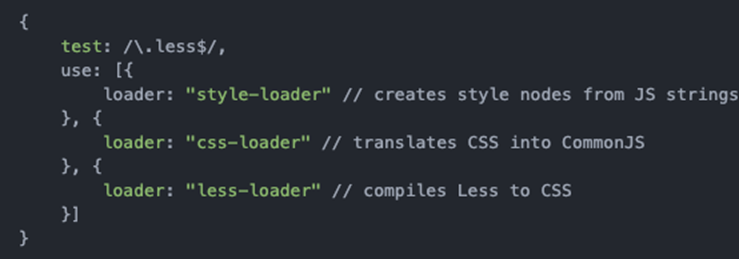 {
    test: /\.less$/,
    use: [{
        loader: "style-loader" // creates style nodes from JS strings
    }, {
        loader: "css-loader" // translates CSS into CommonJS
    }, {
        loader: "less-loader" // compiles Less to CSS
    }]
}